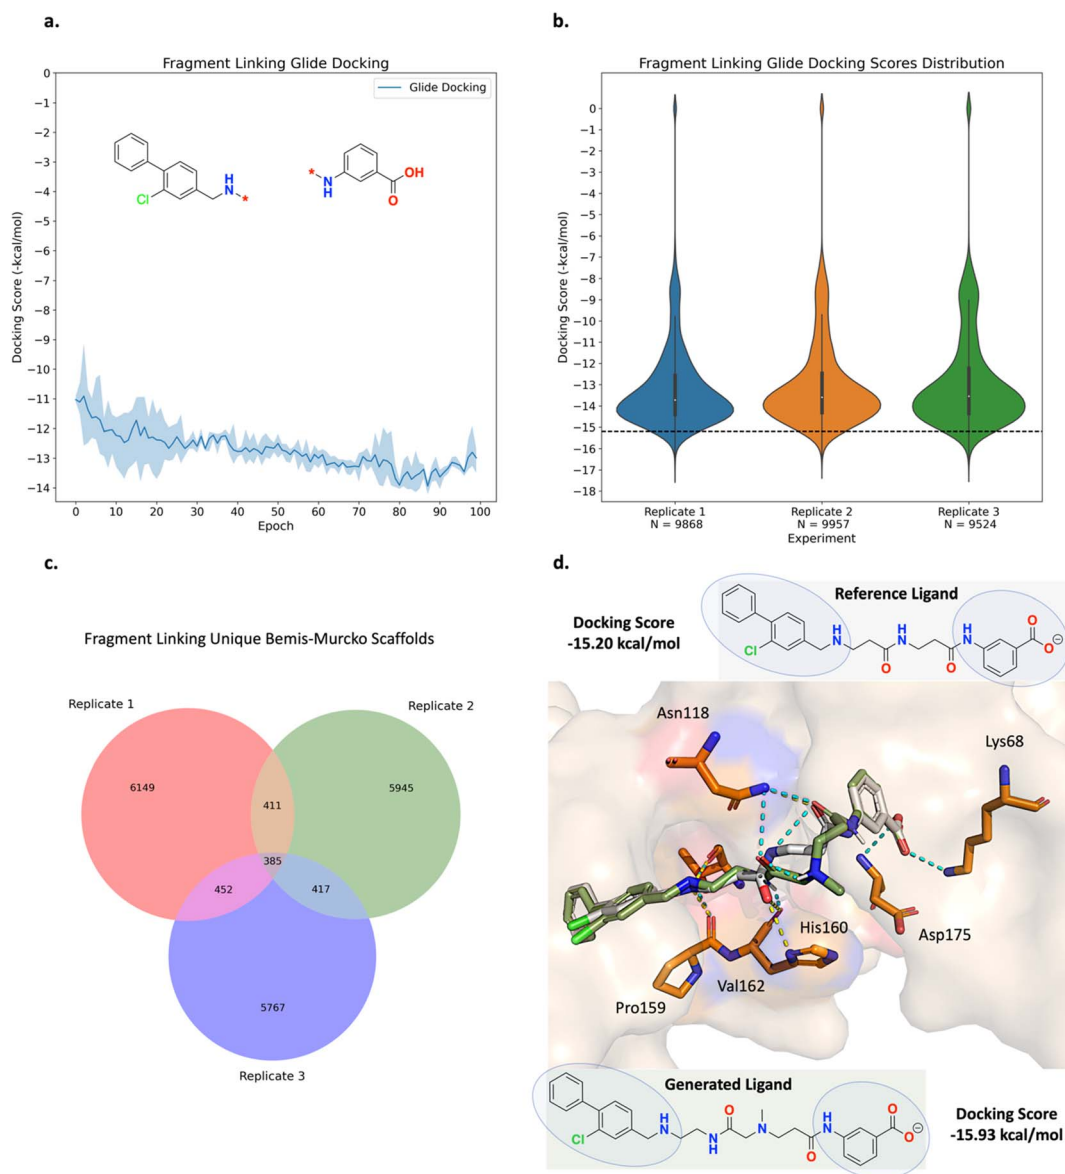 a.
Fragment Linking Glide Docking
Glide Docking
0
−1
−2
−3
−4
−5
−6
−7
−8
−9
−10
−11
−12
−13
−14
Docking Score (-kcal/mol)
Cl
H
N
*
*
N
H
OH
O
0 10 20 30 40 50 60 70 80 90 100
Epoch
b.
Fragment Linking Glide Docking Scores Distribution
0
−1
−2
−3
−4
−5
−6
−7
−8
−9
−10
−11
−12
−13
−14
−15
−16
−17
−18
Docking Score (-kcal/mol)
Replicate 1 Replicate 2 Replicate 3
N = 9868 N = 9957 N = 9524
Experiment
c.
Fragment Linking Unique Bemis-Murcko Scaffolds
Replicate 1
Replicate 2
6149
411
5945
385
452
417
5767
Replicate 3
d.
Reference Ligand
Docking Score
-15.20 kcal/mol
Cl
N
H
O
H
N
O
H
N
O
O
Asn118
Lys68
His160
Asp175
Val162
Pro159
Generated Ligand
Cl
N
H
N
H
O
N
O
H
N
O
O
Docking Score
-15.93 kcal/mol